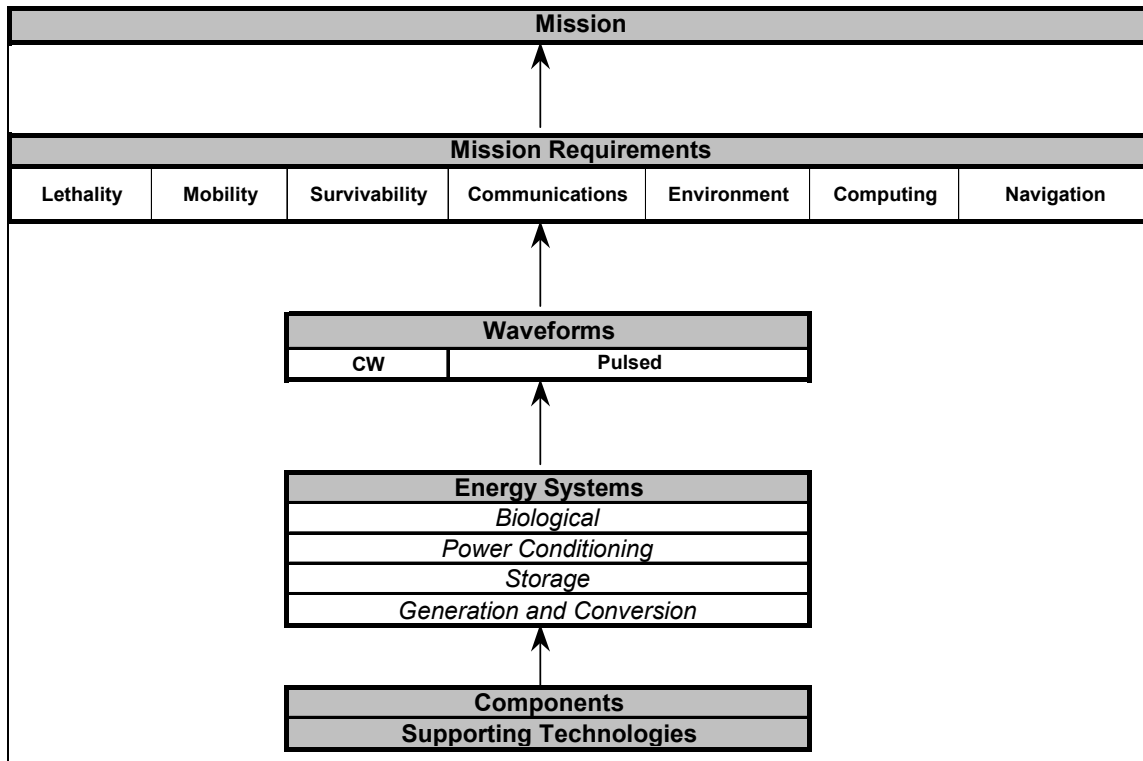 Mission
Mission Requirements
Lethality Mobility Survivability Communications Environment Computing Navigation
Waveforms
CW Pulsed
Energy Systems
Biological
Power Conditioning
Storage
Generation and Conversion
Components
Supporting Technologies